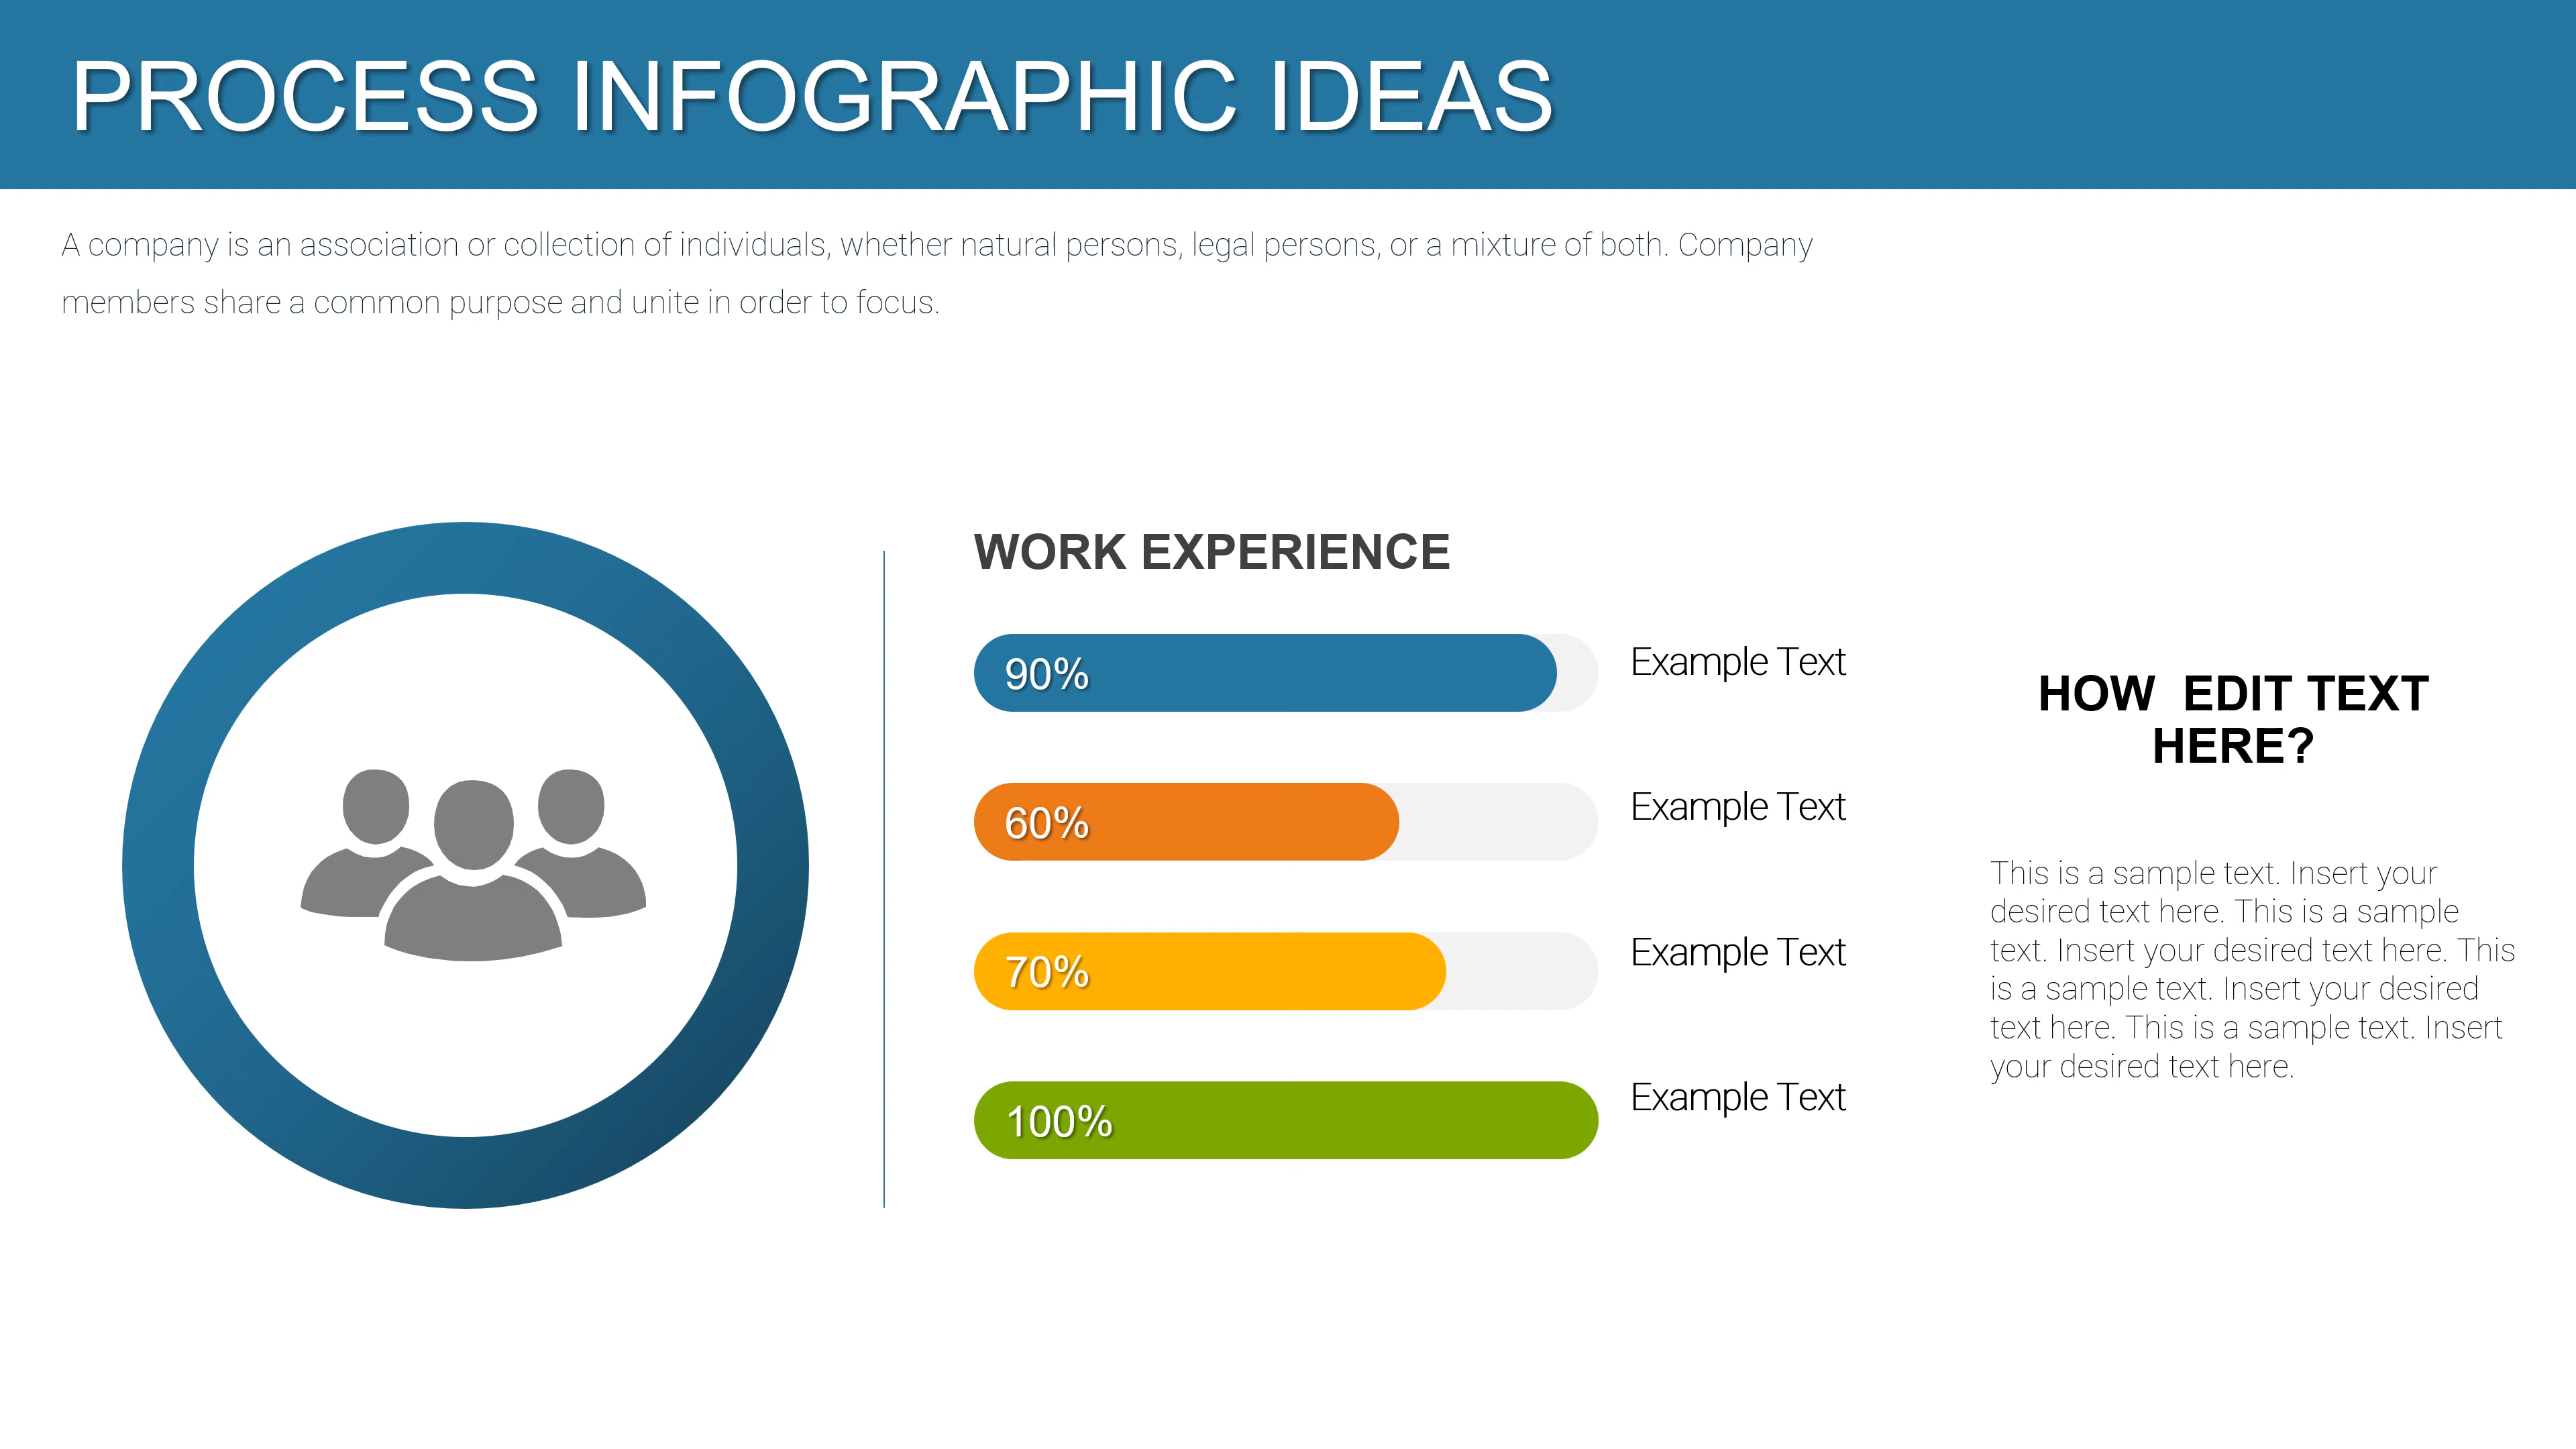 PROCESS INFOGRAPHIC IDEAS
A company is an association or collection of individuals, whether natural persons, legal persons, or a mixture of both. Company
members share a common purpose and unite in order to focus.
WORK EXPERIENCE
90%
Example Text
60%
Example Text
70%
Example Text
100%
Example Text
HOW  EDIT TEXT
HERE?
This is a sample text. Insert your
desired text here. This is a sample
text. Insert your desired text here. This
is a sample text. Insert your desired
text here. This is a sample text. Insert
your desired text here.